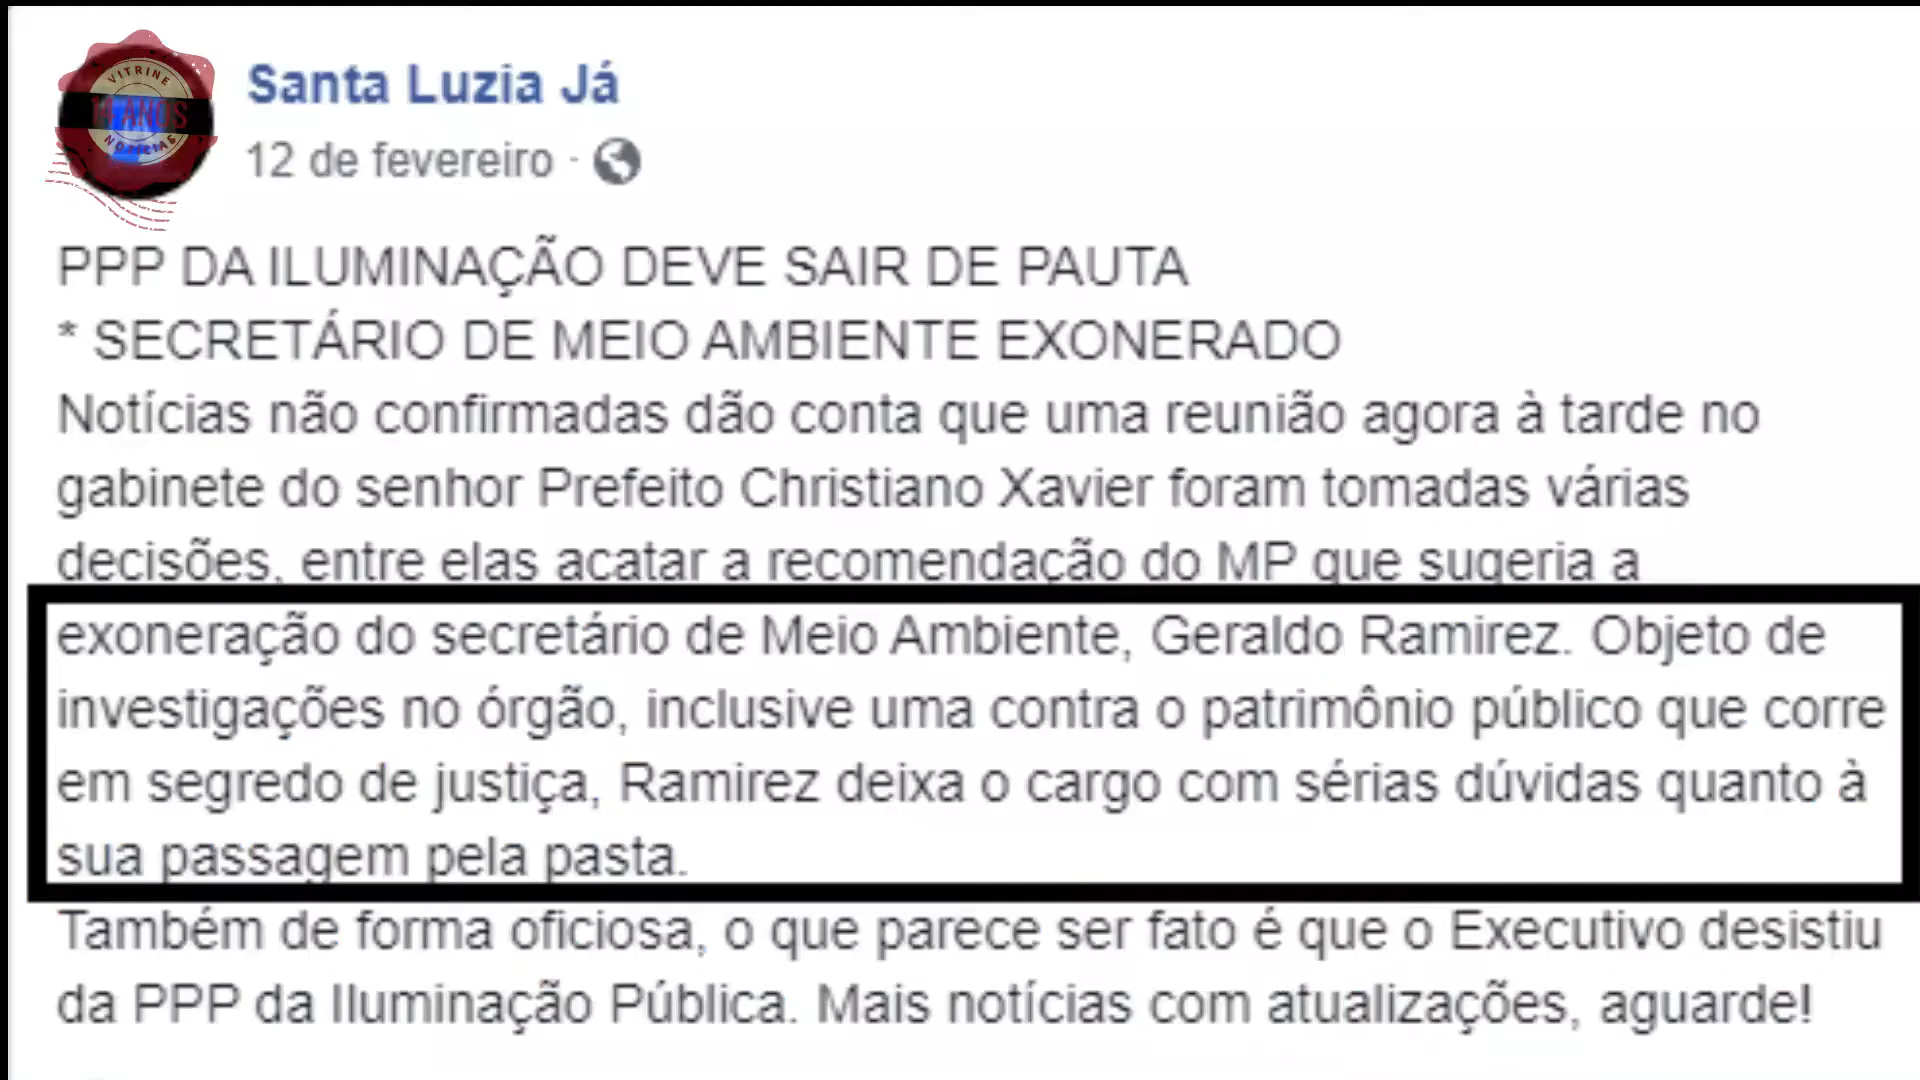 VITRINE
14 ANOS
NOTÍCIAS
Santa Luzia Já
12 de fevereiro ·
PPP DA ILUMINAÇÃO DEVE SAIR DE PAUTA
* SECRETÁRIO DE MEIO AMBIENTE EXONERADO
Notícias não confirmadas dão conta que uma reunião agora à tarde no
gabinete do senhor Prefeito Christiano Xavier foram tomadas várias
decisões, entre elas acatar a recomendação do MP que sugeria a
exoneração do secretário de Meio Ambiente, Geraldo Ramirez. Objeto de
investigações no órgão, inclusive uma contra o patrimônio público que corre
em segredo de justiça, Ramirez deixa o cargo com sérias dúvidas quanto à
sua passagem pela pasta.
Também de forma oficiosa, o que parece ser fato é que o Executivo desistiu
da PPP da Iluminação Pública. Mais notícias com atualizações, aguarde!